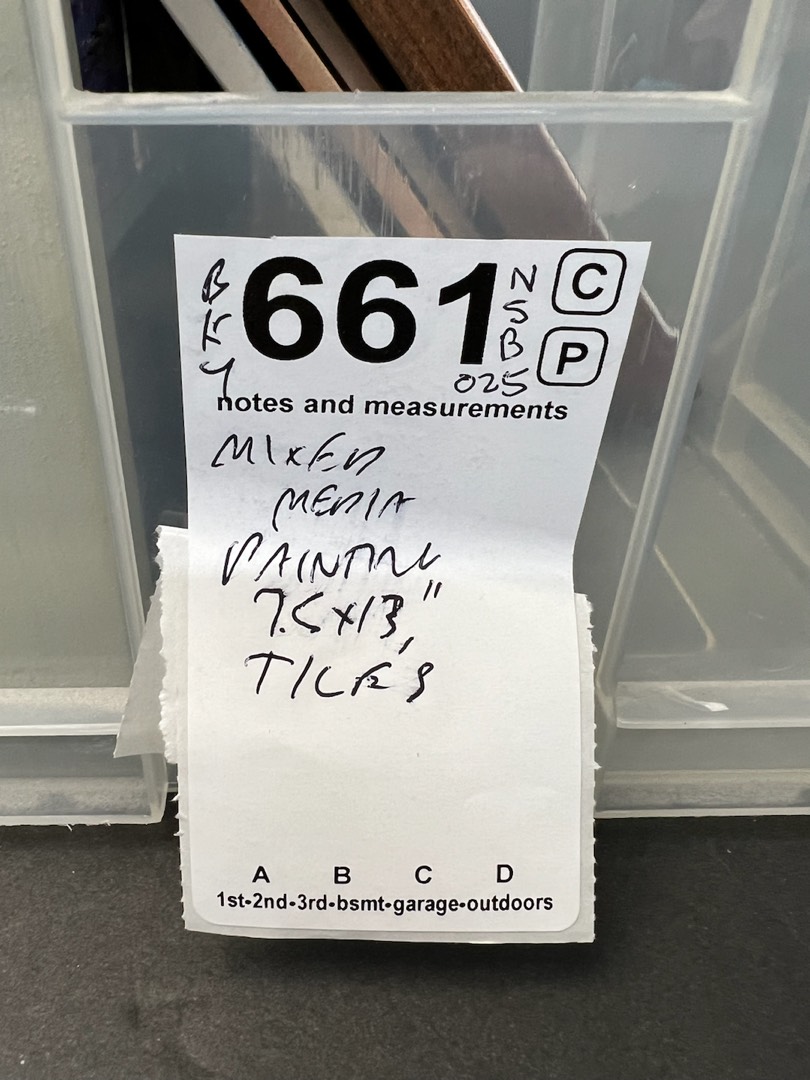 B
K
Y
661
N
S
B
025
C
P
notes and measurements
MIXED
MEDIA
PAINTING
7.5x13",
TILES
A B C D
1st•2nd•3rd•bsmt•garage•outdoors